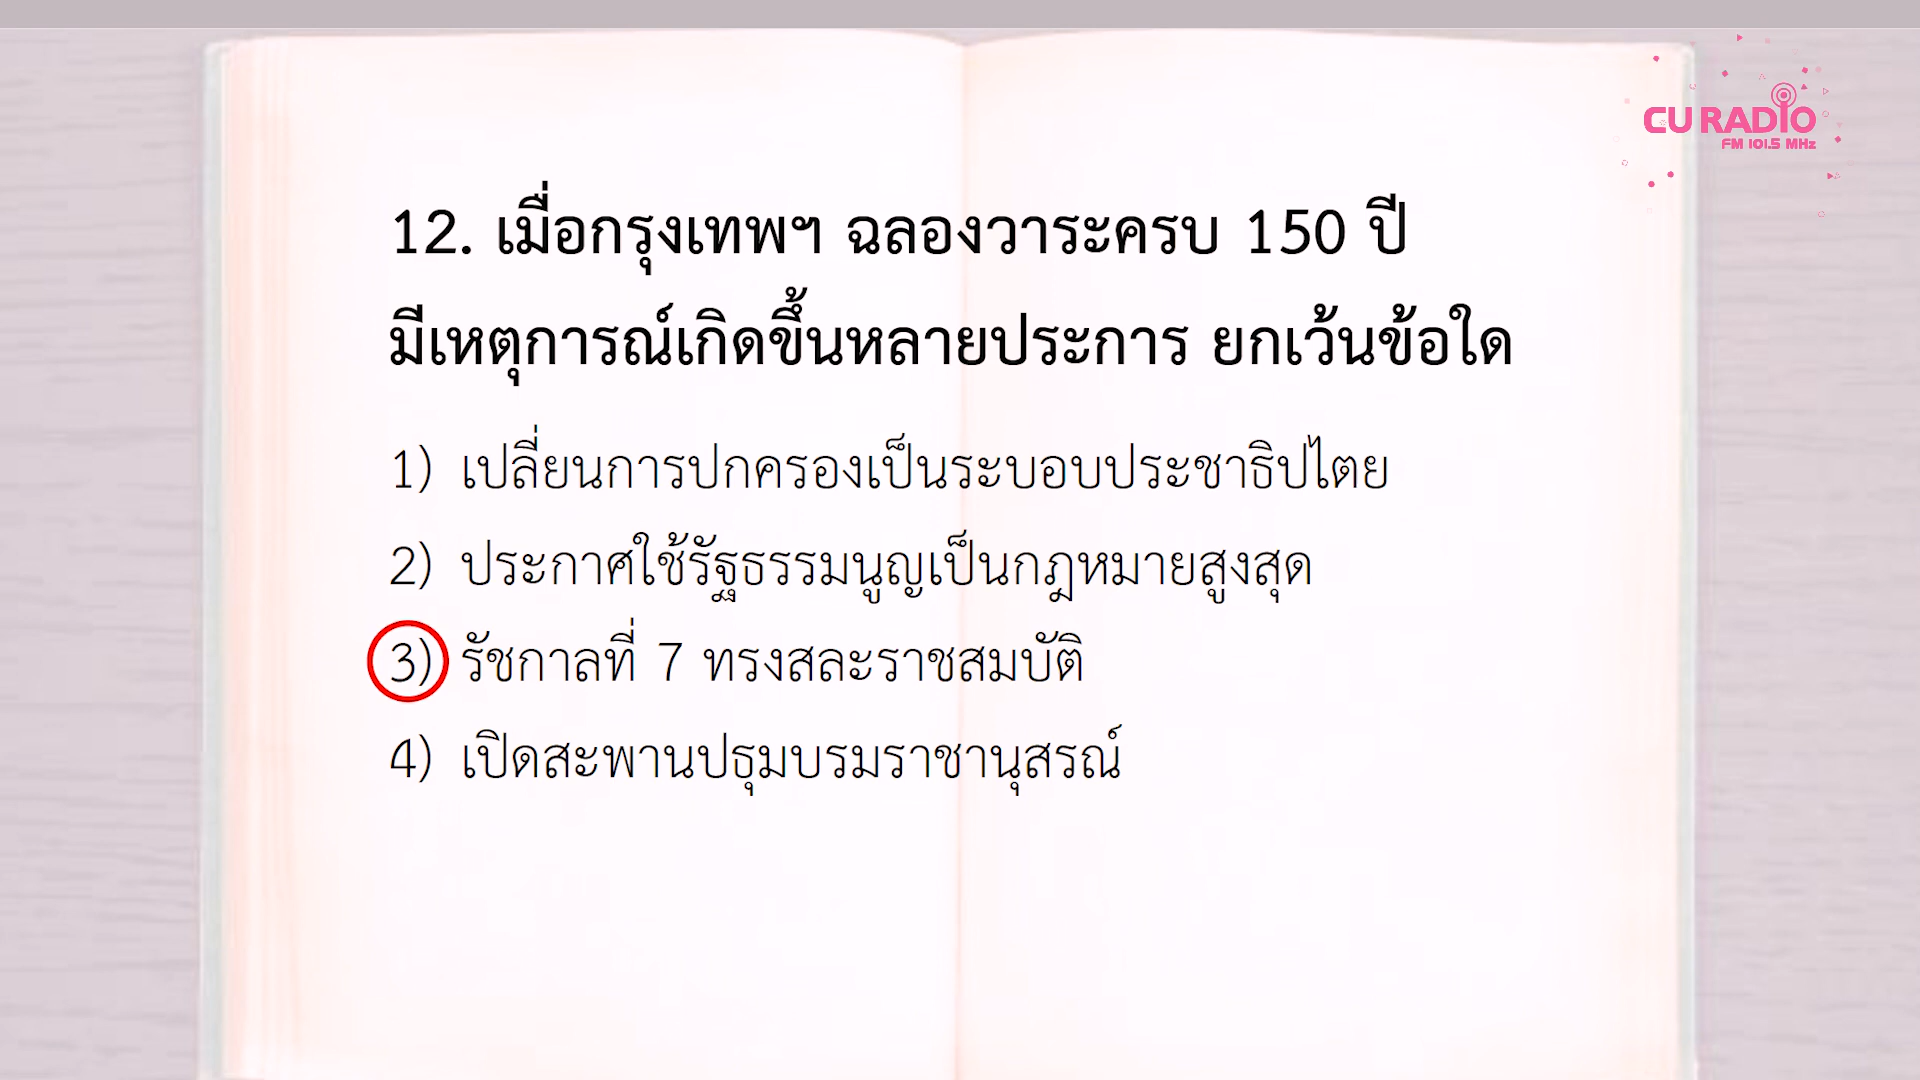 CU RADIO
FM 101.5 MHz
12. เมื่อกรุงเทพฯ ฉลองวาระครบ 150 ปี
มีเหตุการณ์เกิดขึ้นหลายประการ ยกเว้นข้อใด
1) เปลี่ยนการปกครองเป็นระบอบประชาธิปไตย
2) ประกาศใช้รัฐธรรมนูญเป็นกฎหมายสูงสุด
3) รัชกาลที่ 7 ทรงสละราชสมบัติ
4) เปิดสะพานปธุมบรมราชานุสรณ์